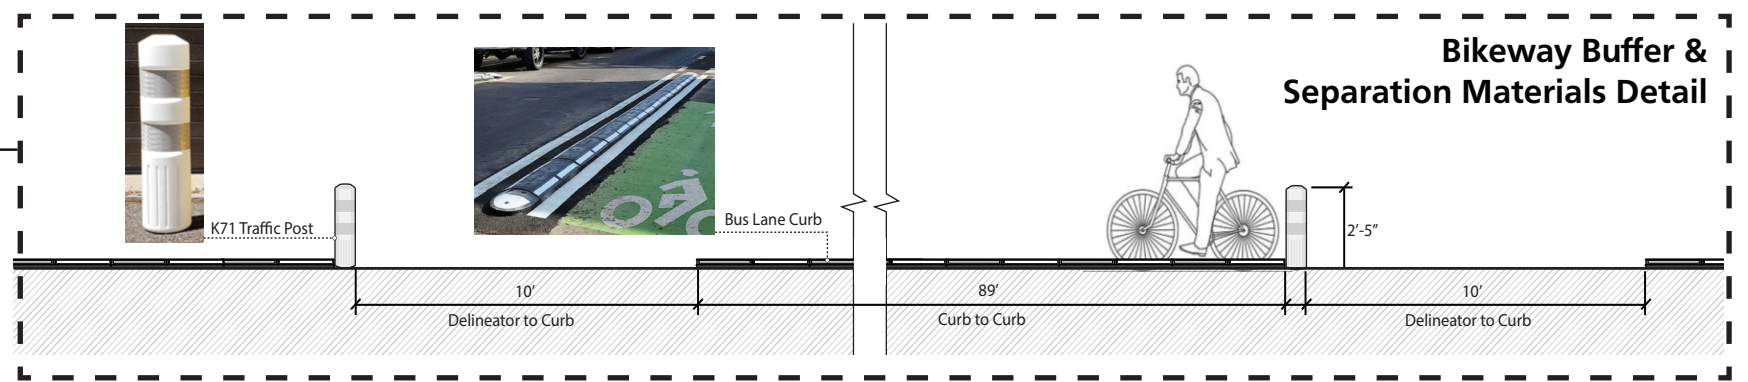 Bikeway Buffer &
Separation Materials Detail
K71 Traffic Post
Bus Lane Curb
2’-5”
10’
Delineator to Curb
89’
Curb to Curb
10’
Delineator to Curb